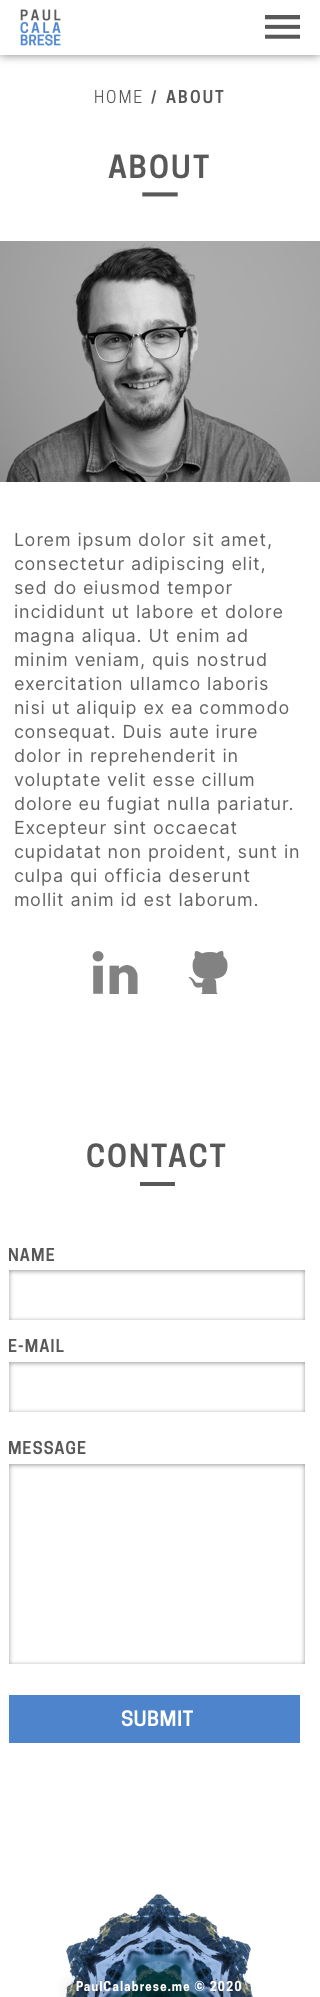 PAUL
CALA
BRESE
HOME / ABOUT
ABOUT
Lorem ipsum dolor sit amet,
consectetur adipiscing elit,
sed do eiusmod tempor
incididunt ut labore et dolore
magna aliqua. Ut enim ad
minim veniam, quis nostrud
exercitation ullamco laboris
nisi ut aliquip ex ea commodo
consequat. Duis aute irure
dolor in reprehenderit in
voluptate velit esse cillum
dolore eu fugiat nulla pariatur.
Excepteur sint occaecat
cupidatat non proident, sunt in
culpa qui officia deserunt
mollit anim id est laborum.
in
CONTACT
NAME
E-MAIL
MESSAGE
SUBMIT
PaulCalabrese.me © 2020